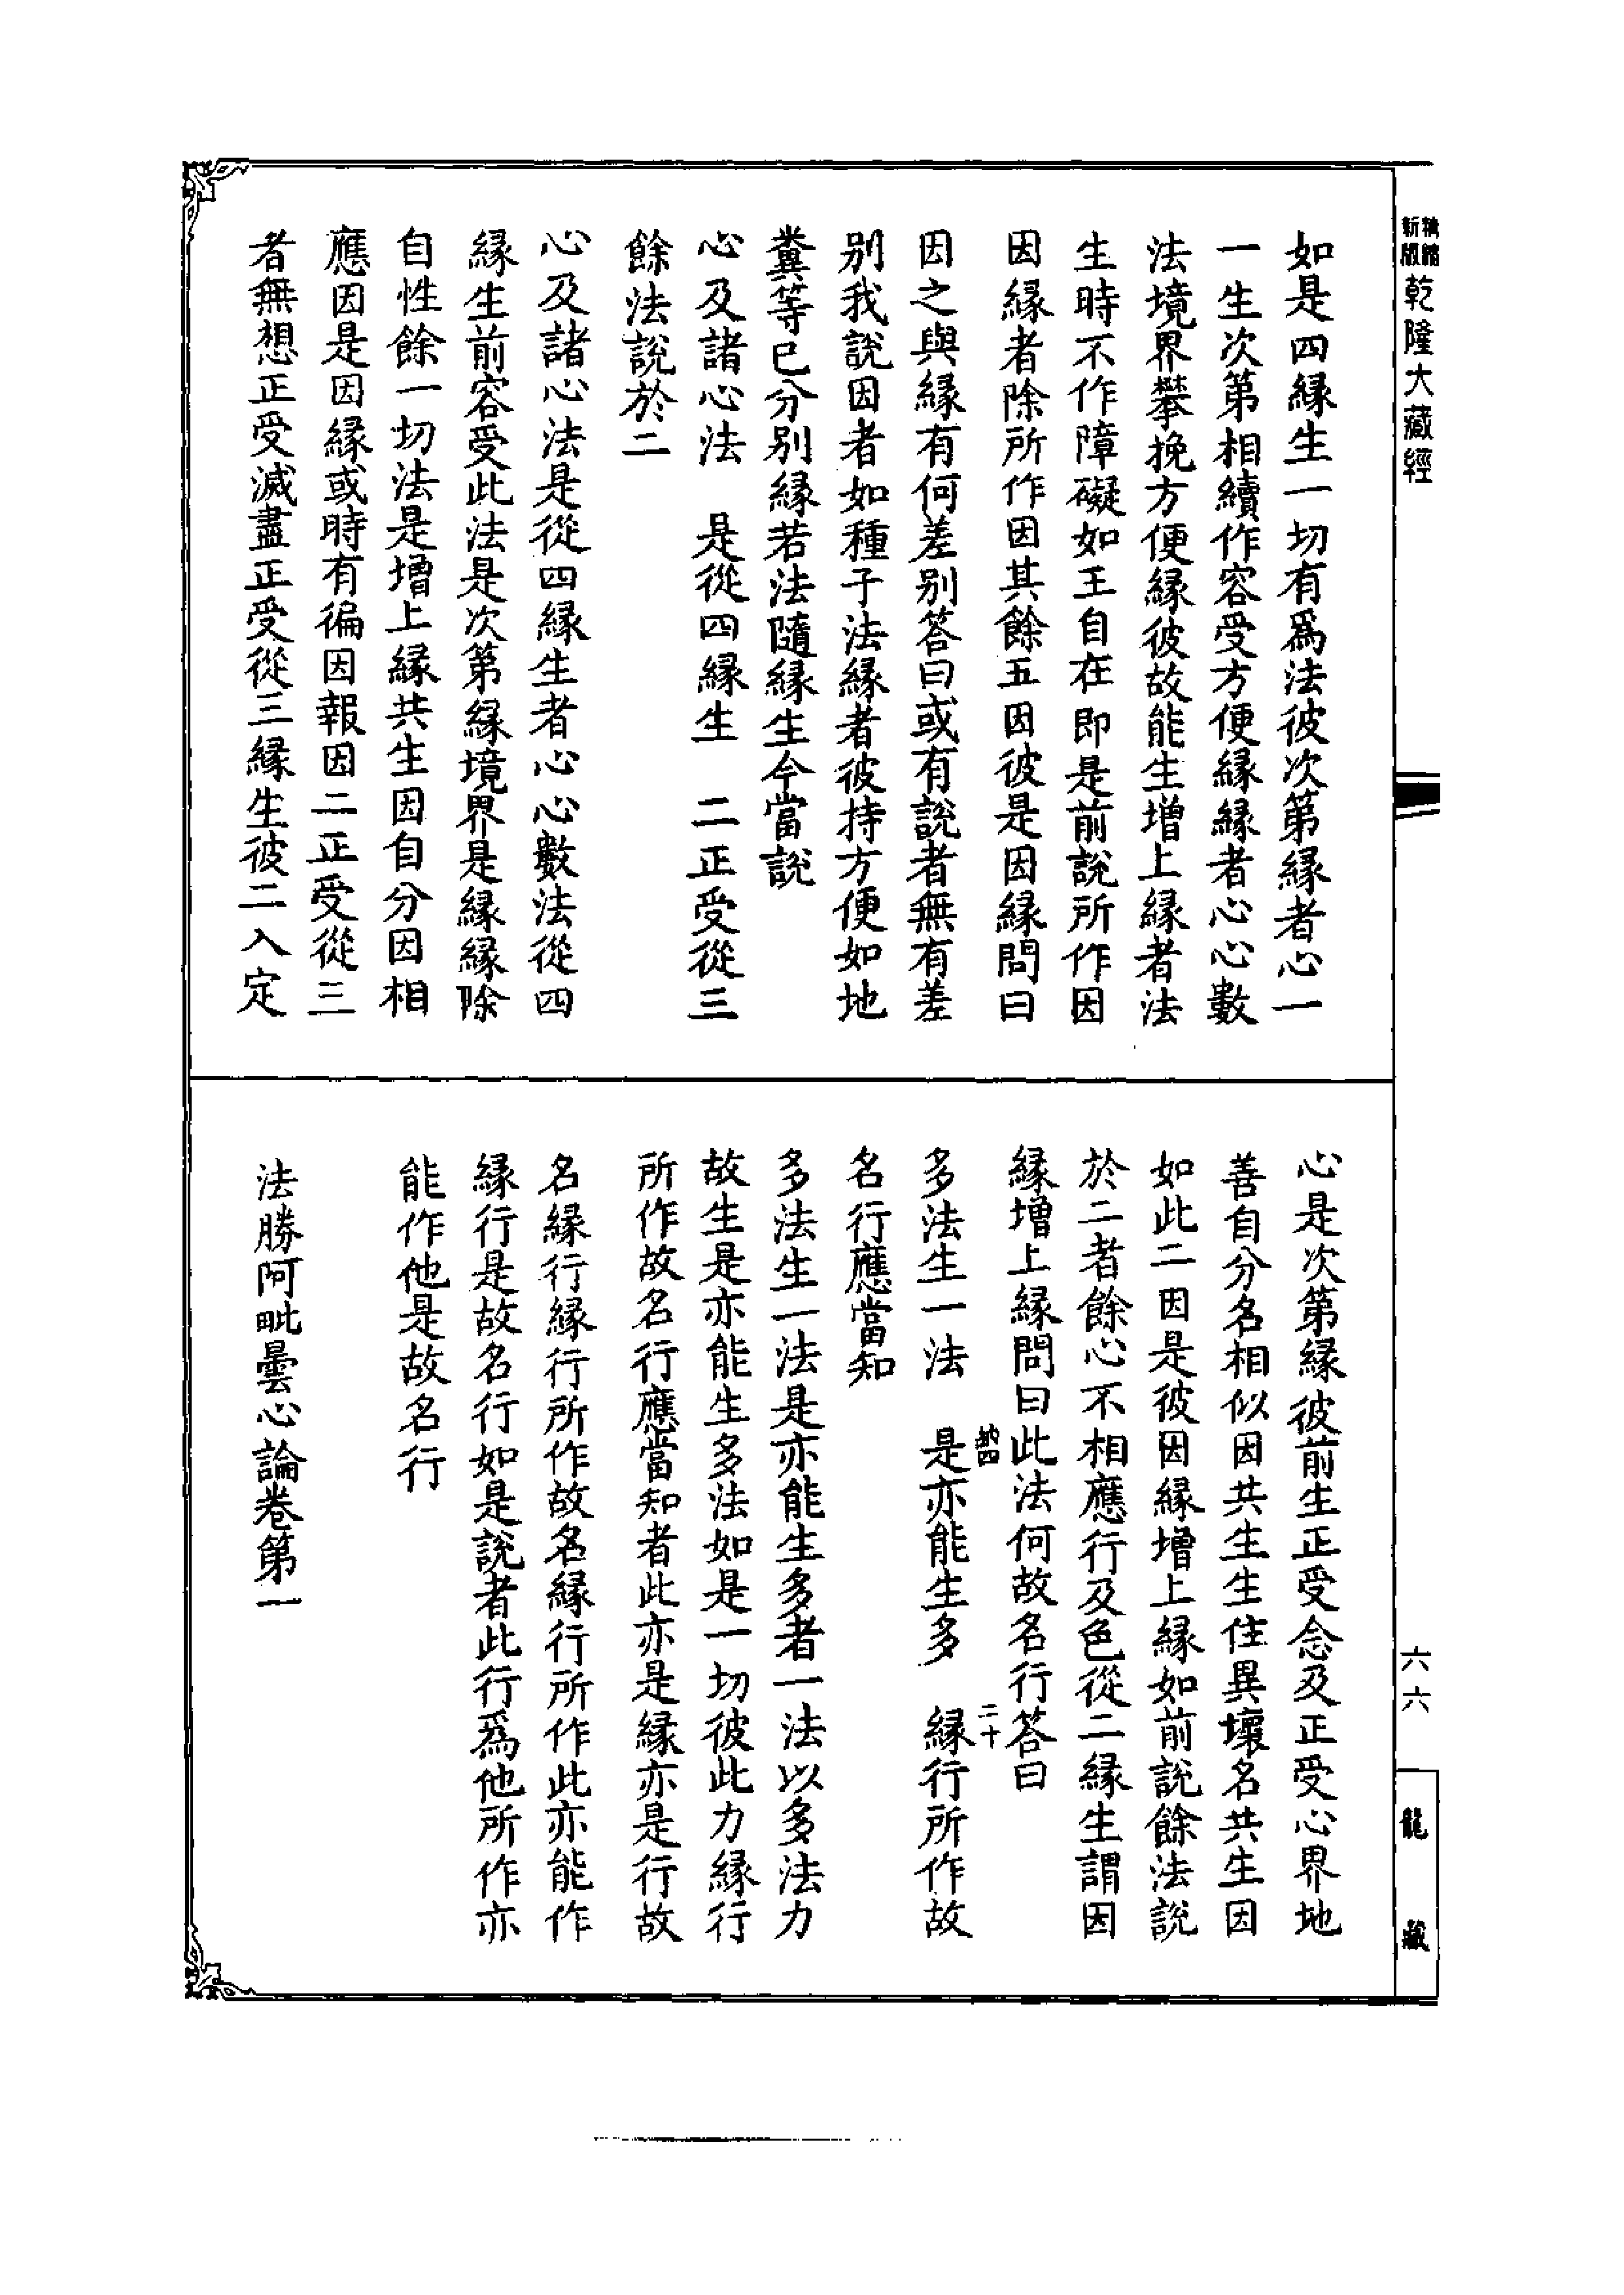 精縮
新版
乾隆大藏經
如是四緣生一切有爲法彼次第緣者心一
一生次第相續作容受方便緣緣者心心數
法境界攀挽方便緣彼故能生增上緣者法
生時不作障礙如王自在即是前說所作因
因緣者除所作因其餘五因彼是因緣問曰
因之與緣有何差别答曰或有說者無有差
别我說因者如種子法緣者彼持方便如地
糞等已分别緣若法隨緣生今當說
心及諸心法　是從四緣生　二正受從三
餘法說於二
心及諸心法是從四緣生者心心數法從四
緣生前容受此法是次第緣境界是緣緣除
自性餘一切法是增上緣共生因自分因相
應因是因緣或時有徧因報因二正受從三
者無想正受滅盡正受從三緣生彼二入定
心是次第緣彼前生正受念及正受心界地
善自分名相似因共生生住異壞名共生因
如此二因是彼因緣增上緣如前說餘法說
於二者餘心不相應行及色從二緣生謂因
緣增上緣問曰此法何故名行答曰
納四
二十
多法生一法　是亦能生多　緣行所作故
名行應當知
多法生一法是亦能生多者一法以多法力
故生是亦能生多法如是一切彼此力緣行
所作故名行應當知者此亦是緣亦是行故
名緣行緣行所作故名緣行所作此亦能作
緣行是故名行如是說者此行爲他所作亦
能作他是故名行
法勝阿毗曇心論卷第一
六六
龍藏